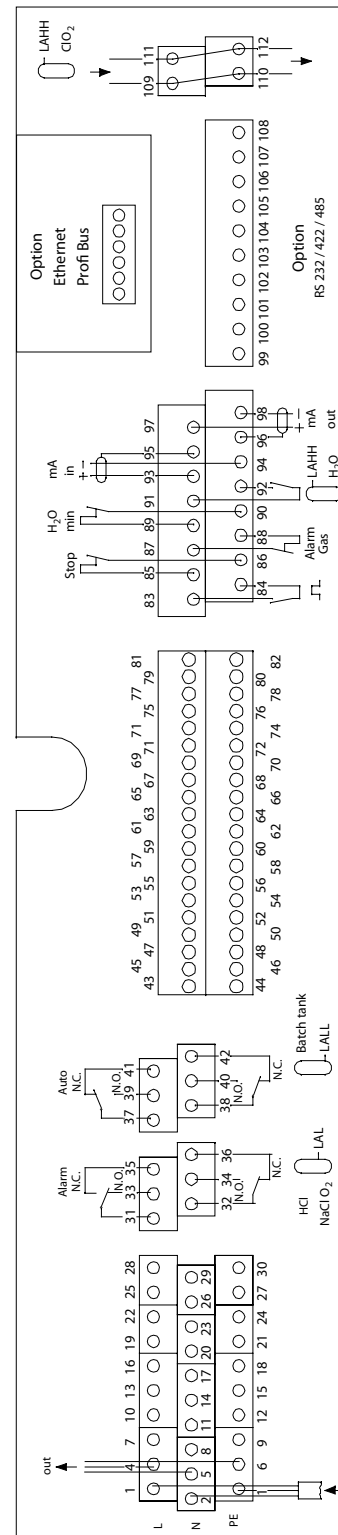 LAHH
ClO2
109 111
110 112
Option
Ethernet
Profi Bus
99 100 101 102 103 104 105 106 107 108
Option
RS 232 / 422 / 485
Stop
H2O
min
mA
in
+ −
83 85 87 89 91 93 95 97
84 86 88 90 92 94 96 98
Alarm
Gas
LAHH
H2O
+ −
mA
out
43 45 47 49 51 53 55 57 59 61 63 65 67 69 71 71 75 77 79 81
44 46 48 50 52 54 56 58 60 62 64 66 68 70 72 74 76 78 80 82
Auto
N.C.
N.O.
37 39 41
38 40 42
N.O.
N.C.
Batch tank
LALL
Alarm
N.C.
N.O.
31 33 35
32 34 36
N.O.
N.C.
HCl
NaClO2
LAL
out
L
1 4 7 10 13 16 19 22 25 28
N
2 5 8 11 14 17 20 23 26 29
PE
1 6 9 12 15 18 21 24 27 30